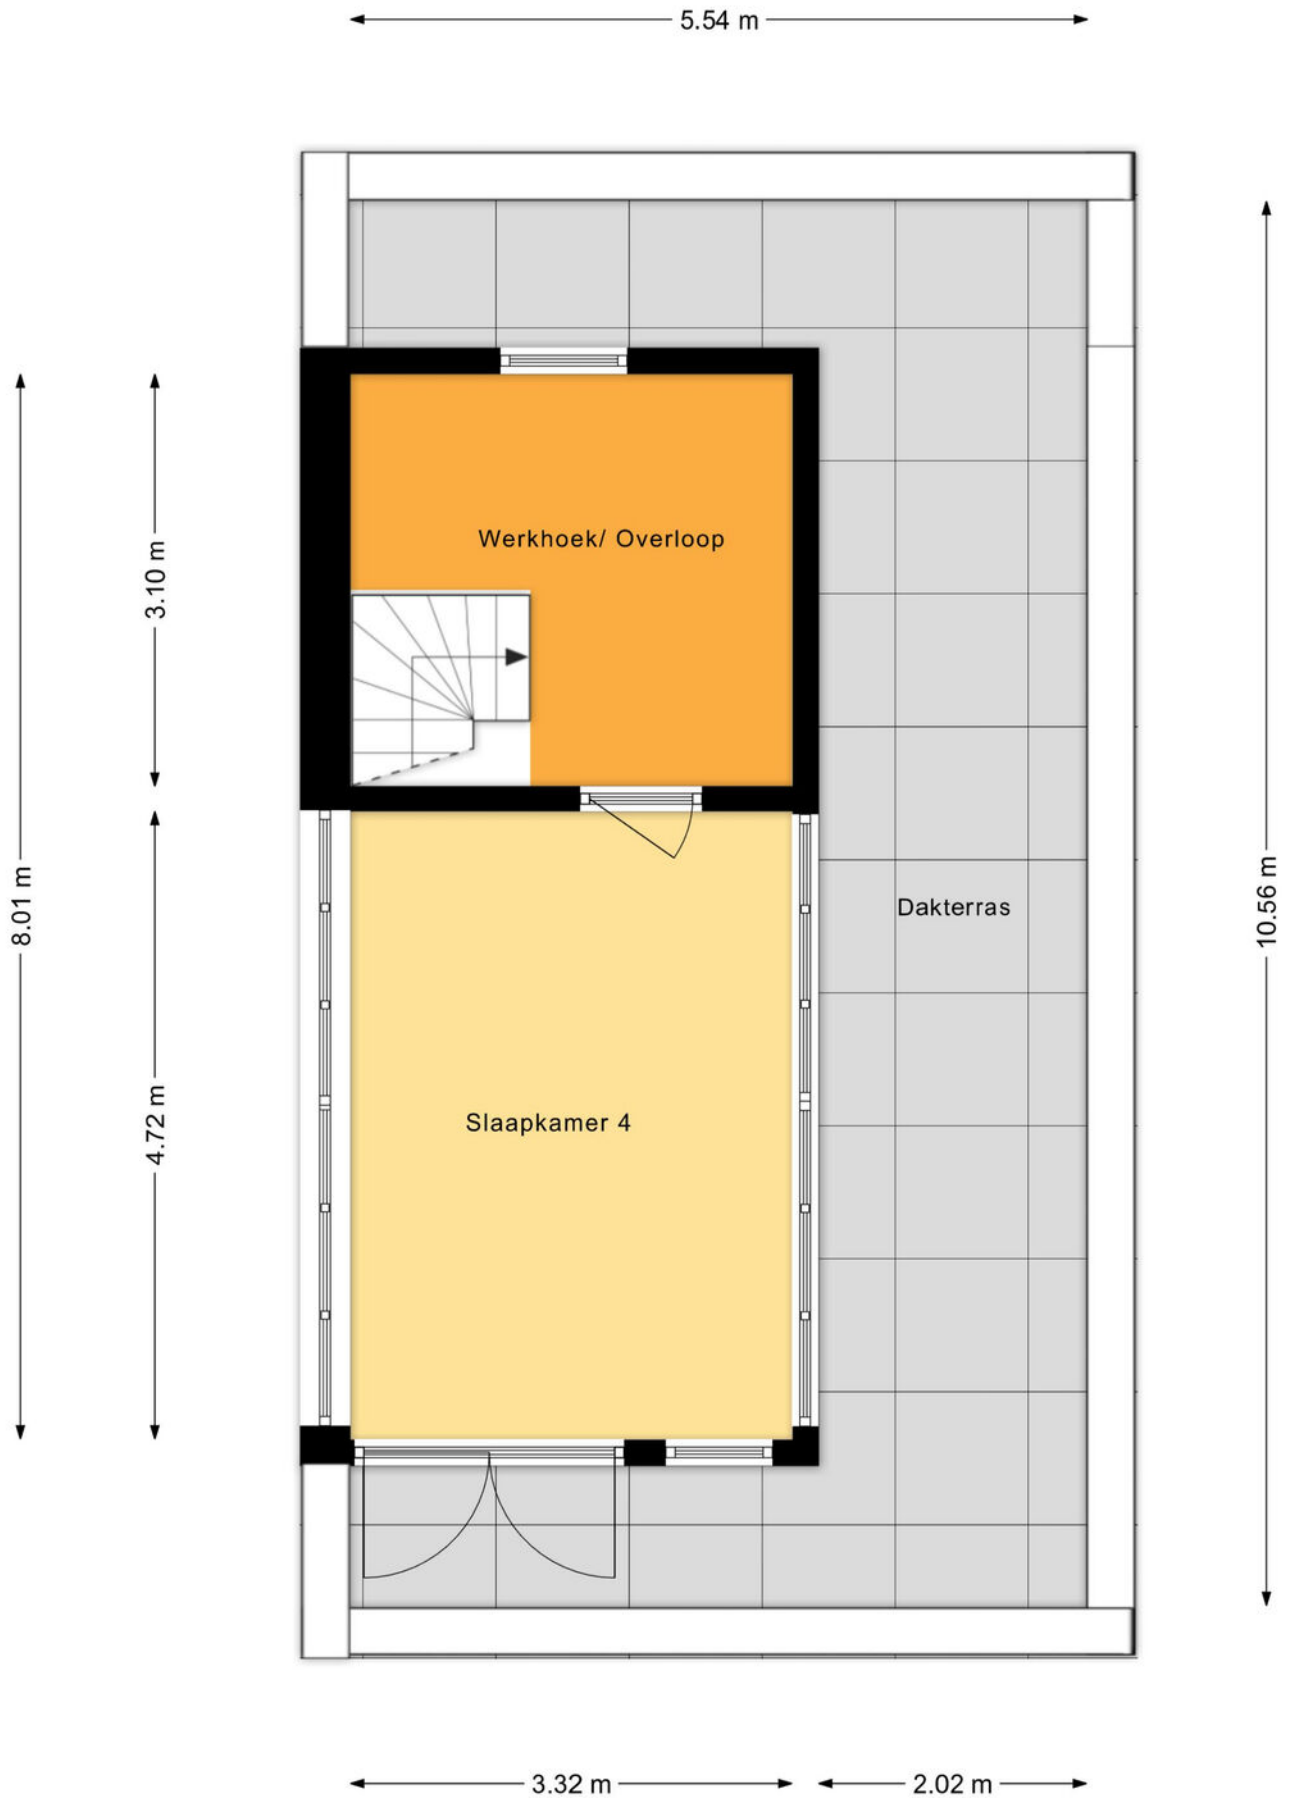 5.54 m
Werkhoek/ Overloop
3.10 m
8.01 m
10.56 m
Dakterras
4.72 m
Slaapkamer 4
3.32 m
2.02 m